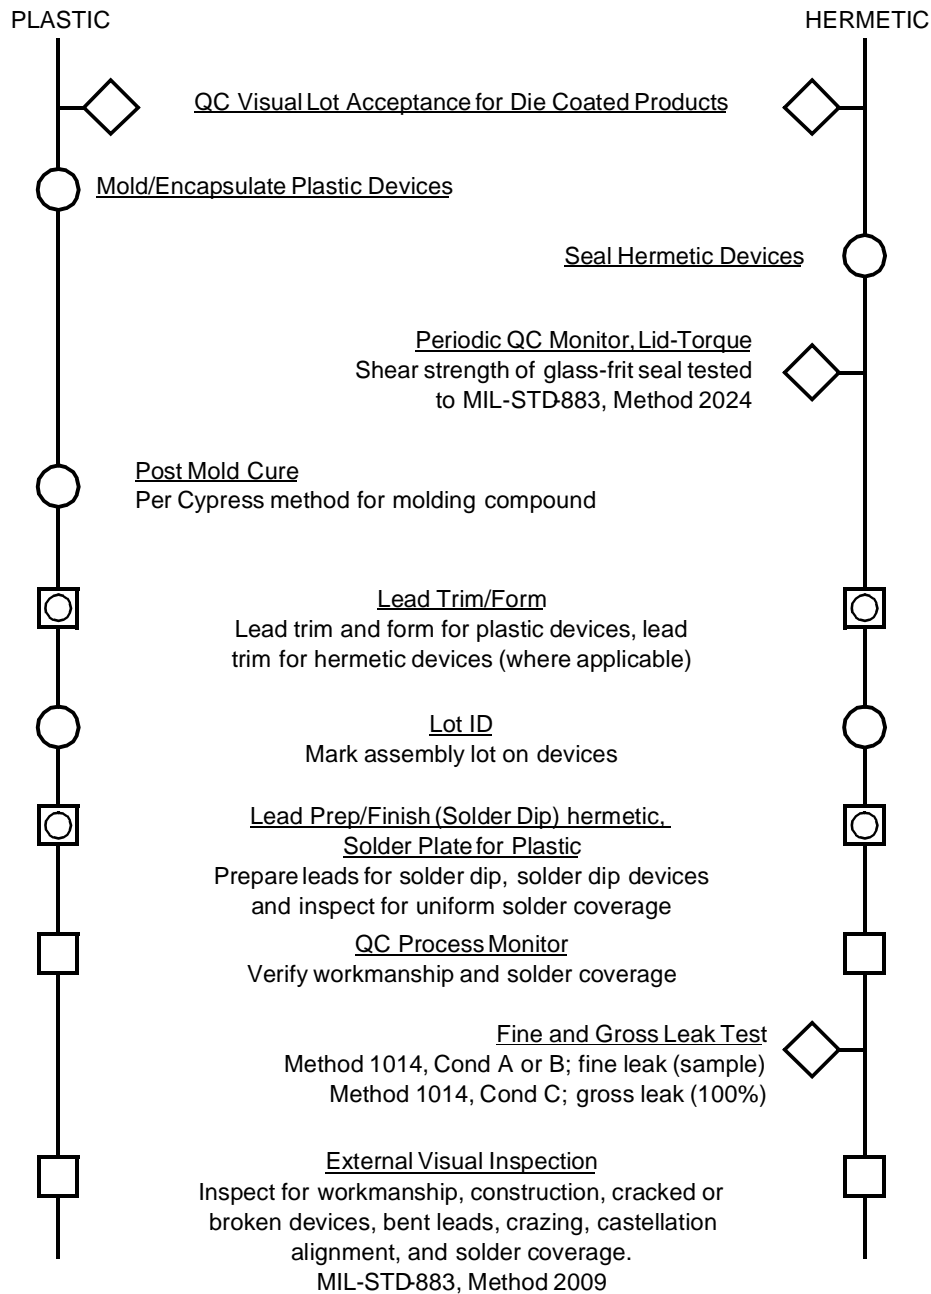 PLASTIC
HERMETIC
QC Visual Lot Acceptance for Die Coated Products
Mold/Encapsulate Plastic Devices
Seal Hermetic Devices
Periodic QC Monitor, Lid-Torque
Shear strength of glass-frit seal tested
to MIL-STD-883, Method 2024
Post Mold Cure
Per Cypress method for molding compound
Lead Trim/Form
Lead trim and form for plastic devices, lead
trim for hermetic devices (where applicable)
Lot ID
Mark assembly lot on devices
Lead Prep/Finish (Solder Dip) hermetic,
Solder Plate for Plastic
Prepare leads for solder dip, solder dip devices
and inspect for uniform solder coverage
QC Process Monitor
Verify workmanship and solder coverage
Fine and Gross Leak Test
Method 1014, Cond A or B; fine leak (sample)
Method 1014, Cond C; gross leak (100%)
External Visual Inspection
Inspect for workmanship, construction, cracked or
broken devices, bent leads, crazing, castellation
alignment, and solder coverage.
MIL-STD-883, Method 2009